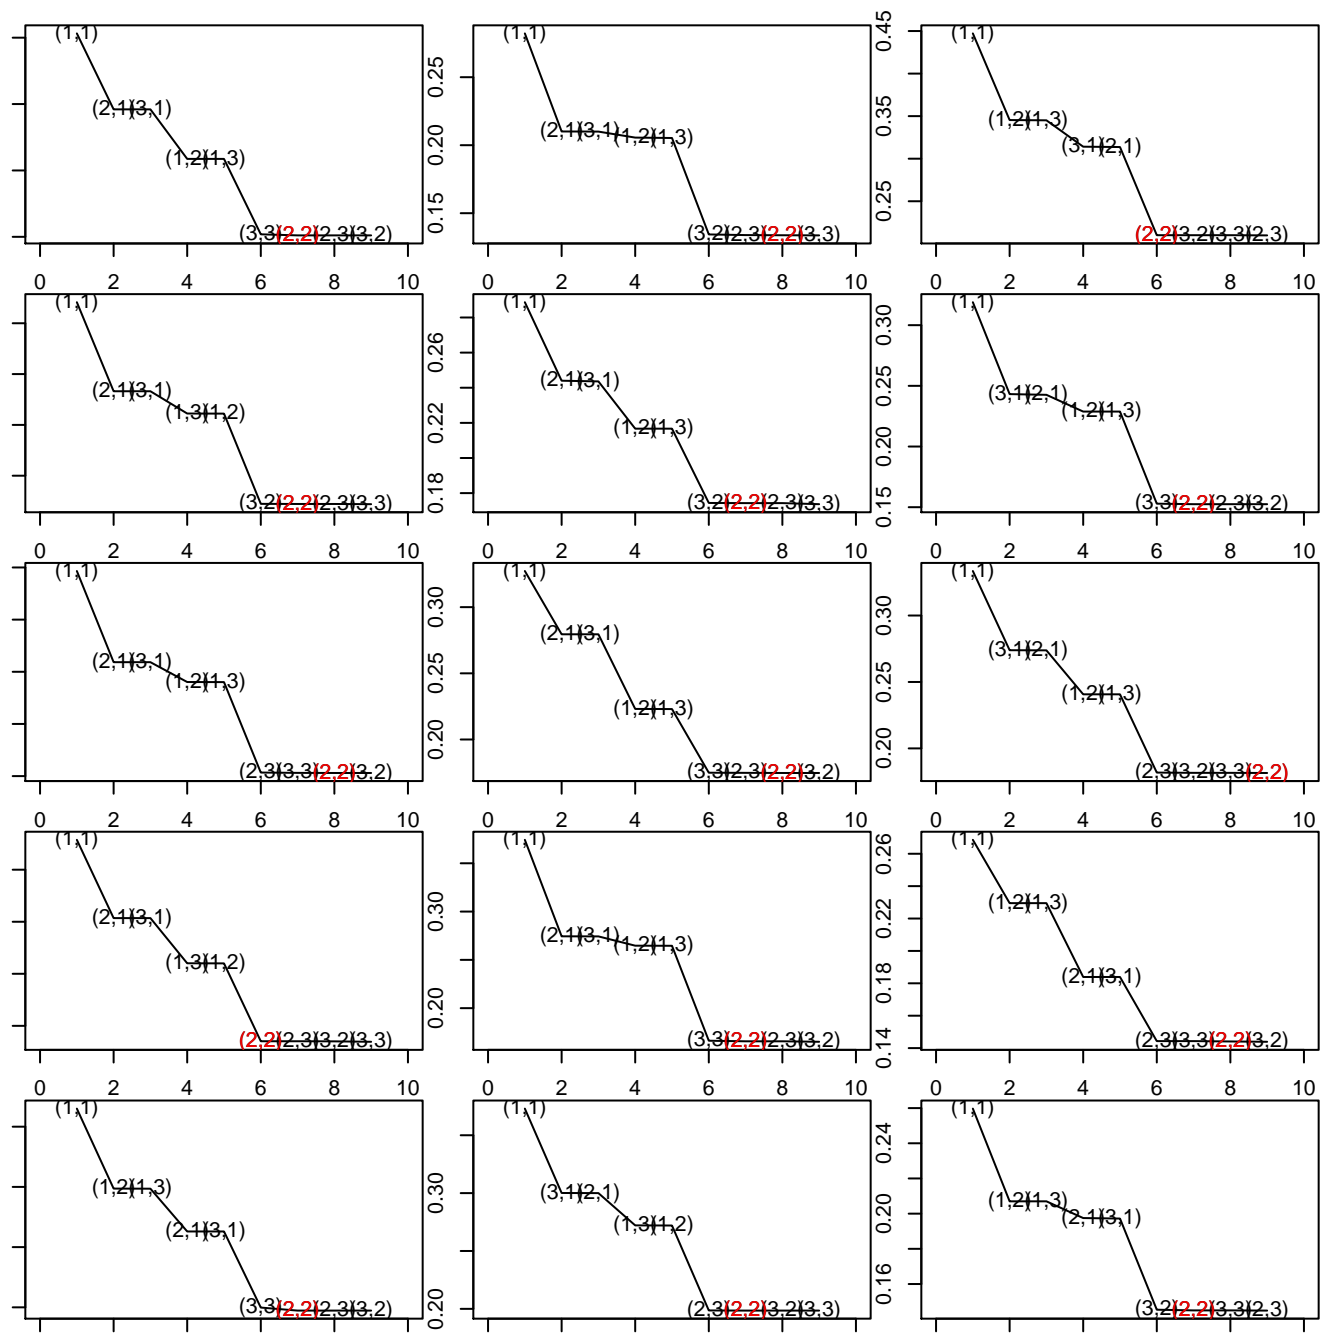 (1,1)
(2,1) (3,1)
(1,2) (1,3)
(3,3) (2,2) (2,3) (3,2)
0.25
0.20
0.15
(1,1)
(2,1) (3,1) (1,2) (1,3)
(3,2) (2,3) (2,2) (3,3)
0.45
0.35
0.25
(1,1)
(1,2) (1,3)
(3,1) (2,1)
(2,2) (3,2) (3,3) (2,3)
0 2 4 6 8 10
0 2 4 6 8 10
0 2 4 6 8 10
(1,1)
(2,1) (3,1)
(1,3) (1,2)
(3,2) (2,2) (2,3) (3,3)
0.26
0.22
0.18
(1,1)
(2,1) (3,1)
(1,2) (1,3)
(3,2) (2,2) (2,3) (3,3)
0.30
0.25
0.20
0.15
(1,1)
(3,1) (2,1)
(1,2) (1,3)
(3,3) (2,2) (2,3) (3,2)
0 2 4 6 8 10
0 2 4 6 8 10
0 2 4 6 8 10
(1,1)
(2,1) (3,1)
(1,2) (1,3)
(2,3) (3,3) (2,2) (3,2)
0.30
0.25
0.20
(1,1)
(2,1) (3,1)
(1,2) (1,3)
(3,3) (2,3) (2,2) (3,2)
0.30
0.25
0.20
(1,1)
(3,1) (2,1)
(1,2) (1,3)
(2,3) (3,2) (3,3) (2,2)
0 2 4 6 8 10
0 2 4 6 8 10
0 2 4 6 8 10
(1,1)
(2,1) (3,1)
(1,3) (1,2)
(2,2) (2,3) (3,2) (3,3)
0.30
0.20
(1,1)
(2,1) (3,1) (1,2) (1,3)
(3,3) (2,2) (2,3) (3,2)
0.26
0.22
0.18
0.14
(1,1)
(1,2) (1,3)
(2,1) (3,1)
(2,3) (3,3) (2,2) (3,2)
0 2 4 6 8 10
0 2 4 6 8 10
0 2 4 6 8 10
(1,1)
(1,2) (1,3)
(2,1) (3,1)
(3,3) (2,2) (2,3) (3,2)
0.30
0.20
(1,1)
(3,1) (2,1)
(1,3) (1,2)
(2,3) (2,2) (3,2) (3,3)
0.24
0.20
0.16
(1,1)
(1,2) (1,3)
(2,1) (3,1)
(3,2) (2,2) (3,3) (2,3)